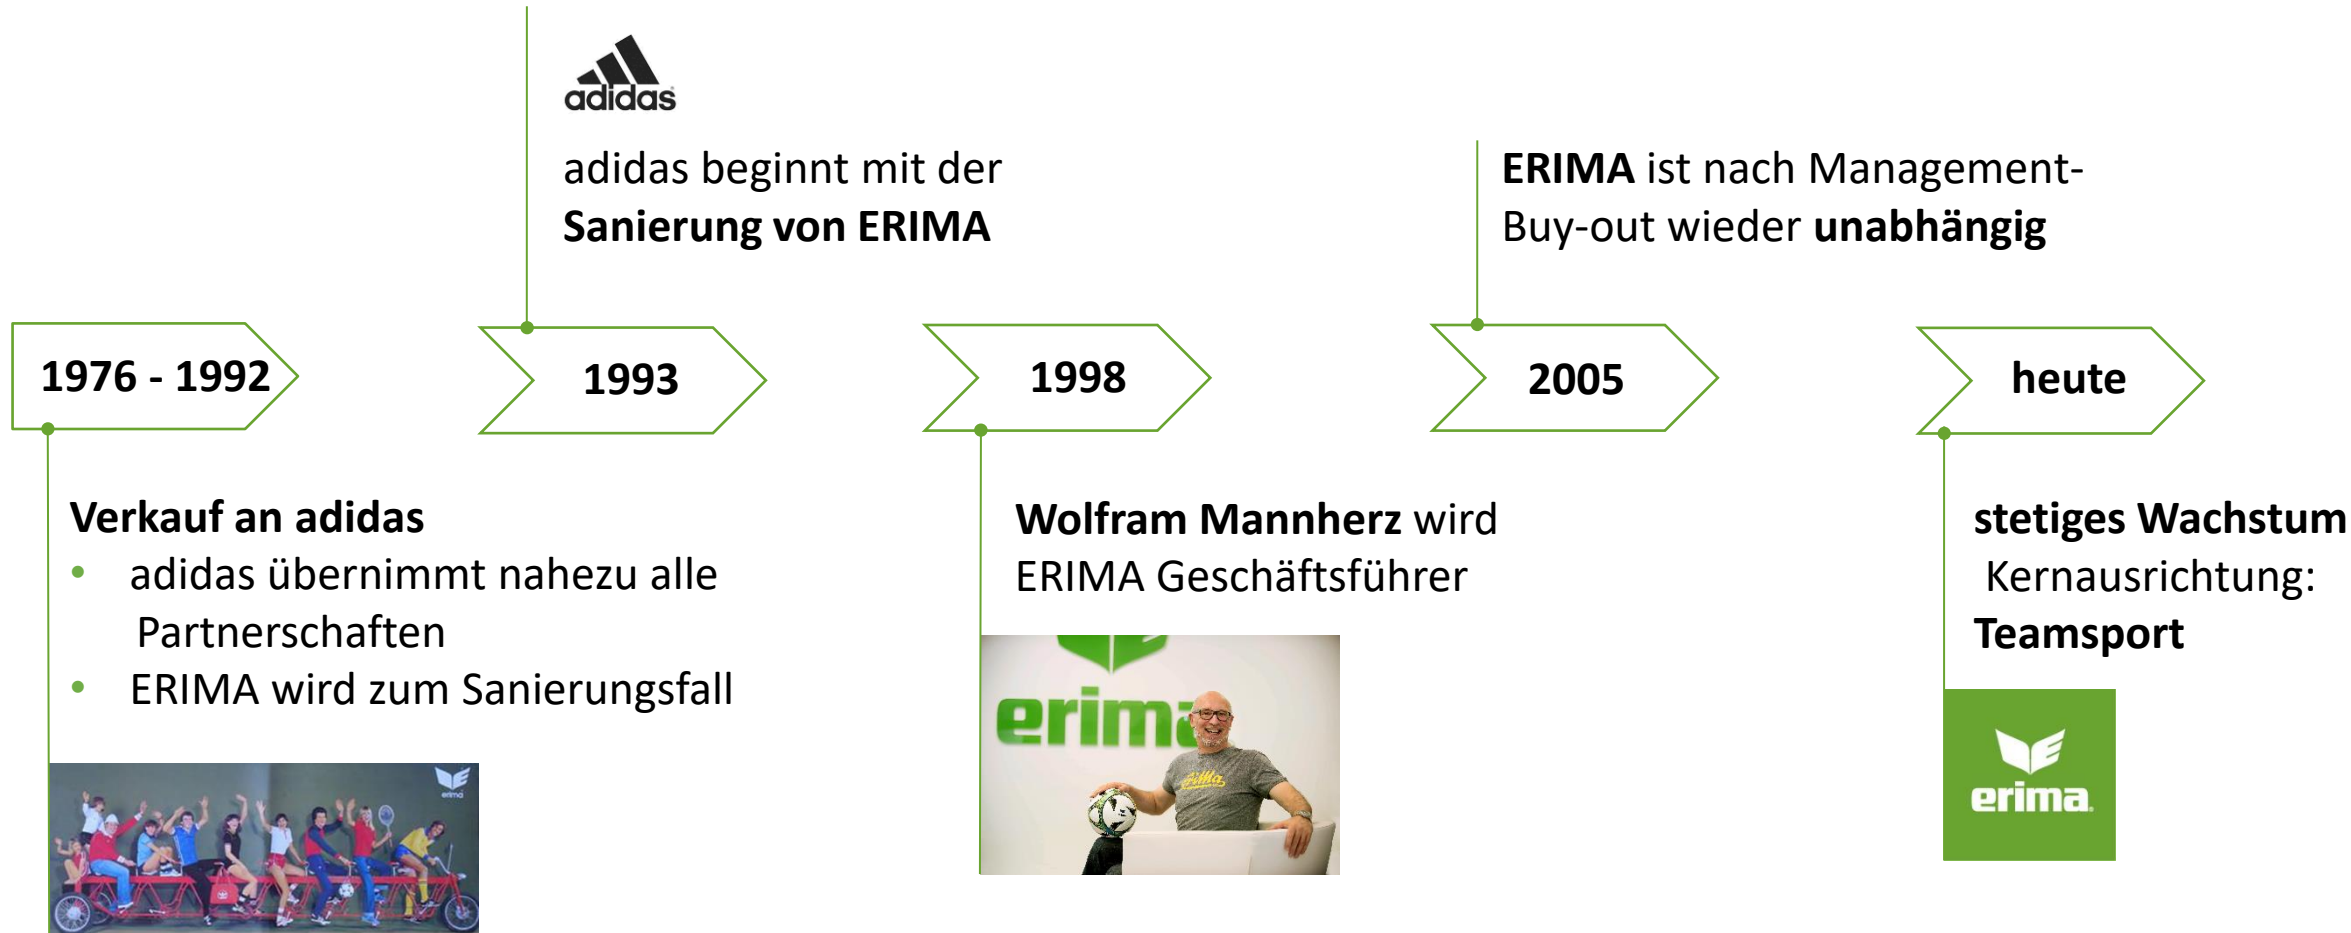 adidas
adidas beginnt mit der
Sanierung von ERIMA
ERIMA ist nach Management-
Buy-out wieder unabhängig
1976 - 1992
1993
1998
2005
heute
Verkauf an adidas
• adidas übernimmt nahezu alle
Partnerschaften
• ERIMA wird zum Sanierungsfall
erima
Wolfram Mannherz wird
ERIMA Geschäftsführer
erima
stetiges Wachstum
Kernausrichtung:
Teamsport
erima